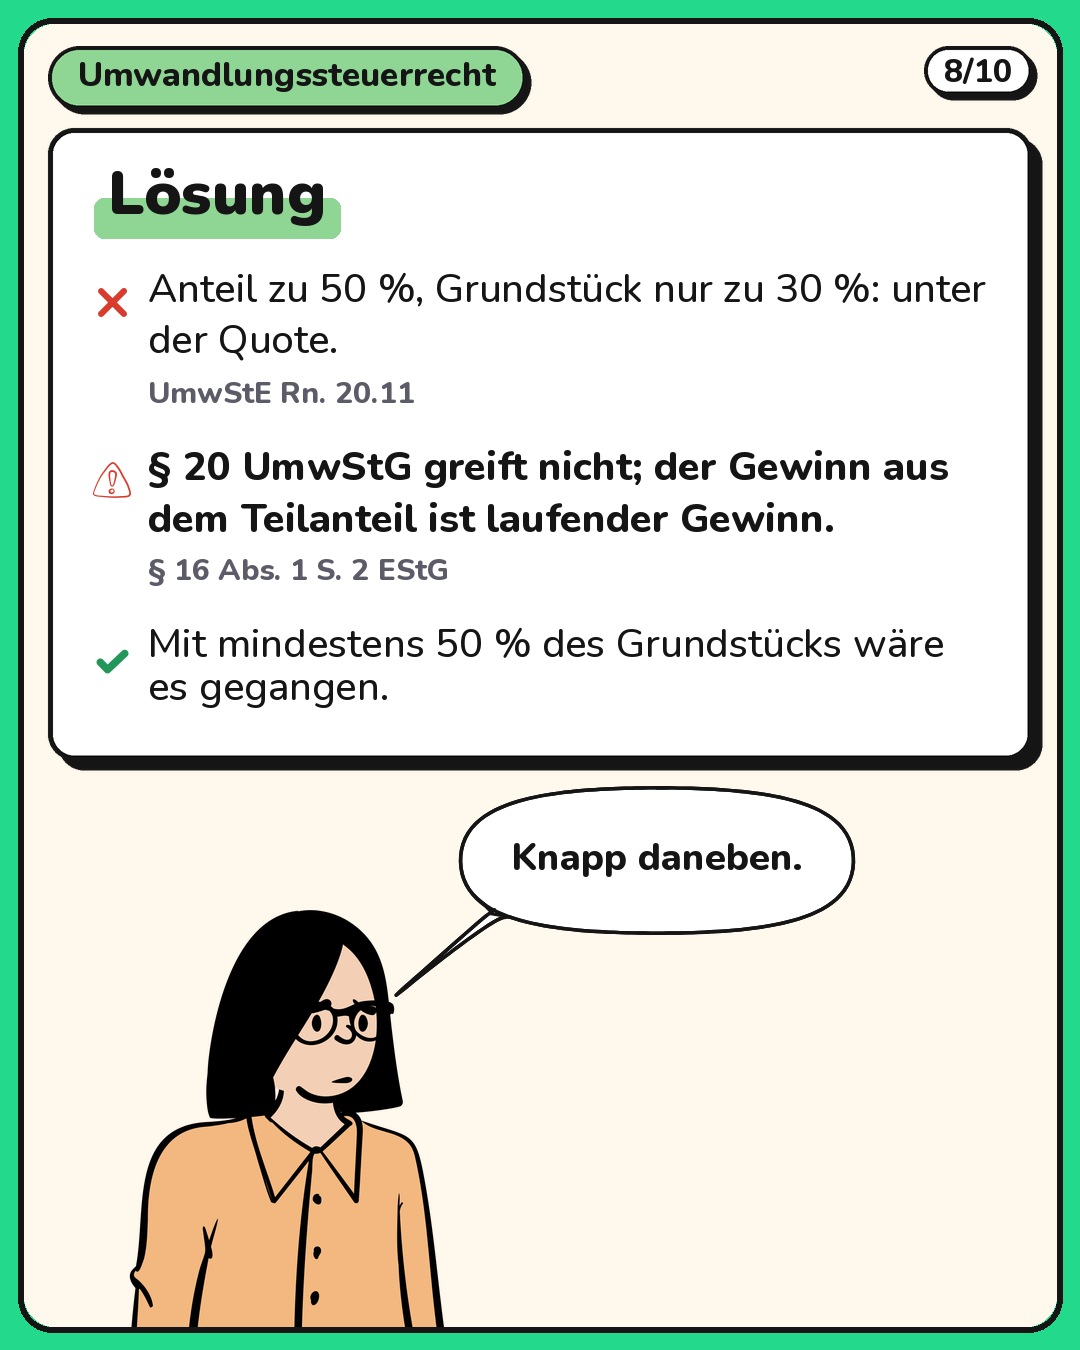 Umwandlungssteuerrecht
8/10
Lösung
Anteil zu 50 %, Grundstück nur zu 30 %: unter
der Quote.
UmwStE Rn. 20.11
§ 20 UmwStG greift nicht; der Gewinn aus
dem Teilanteil ist laufender Gewinn.
§ 16 Abs. 1 S. 2 EStG
Mit mindestens 50 % des Grundstücks wäre
es gegangen.
Knapp daneben.